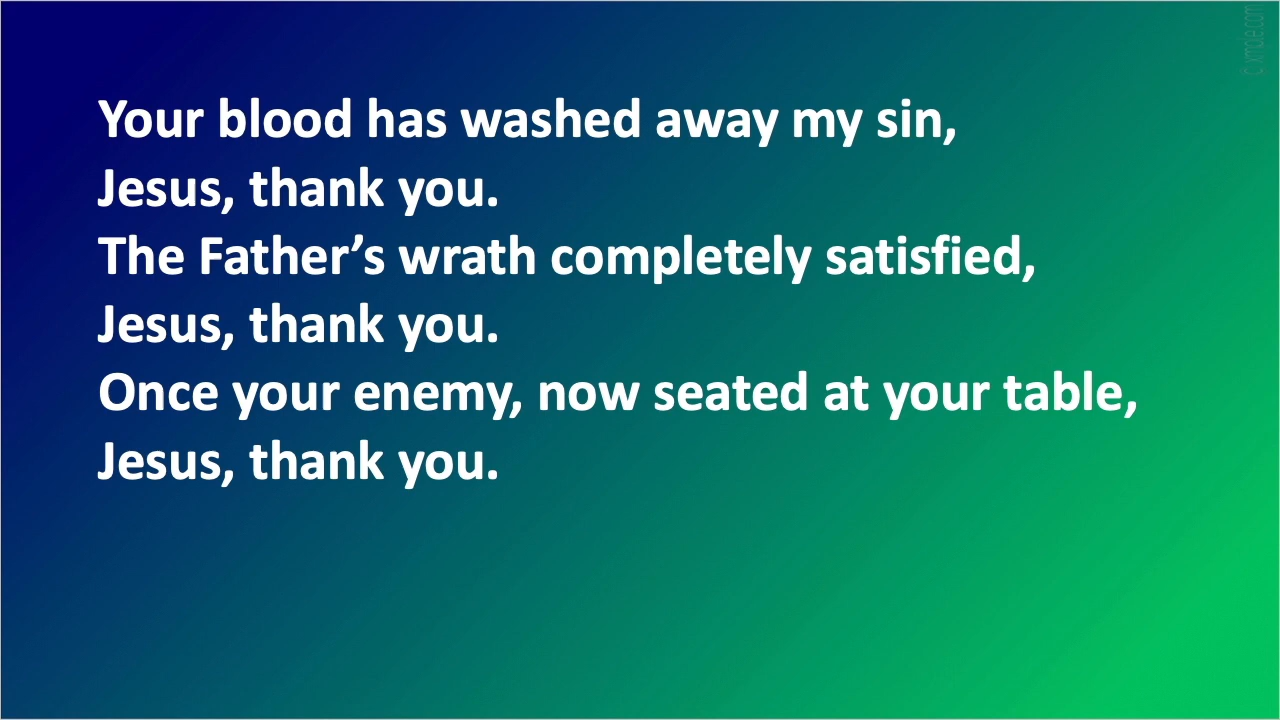 Your blood has washed away my sin,
Jesus, thank you.
The Father’s wrath completely satisfied,
Jesus, thank you.
Once your enemy, now seated at your table,
Jesus, thank you.